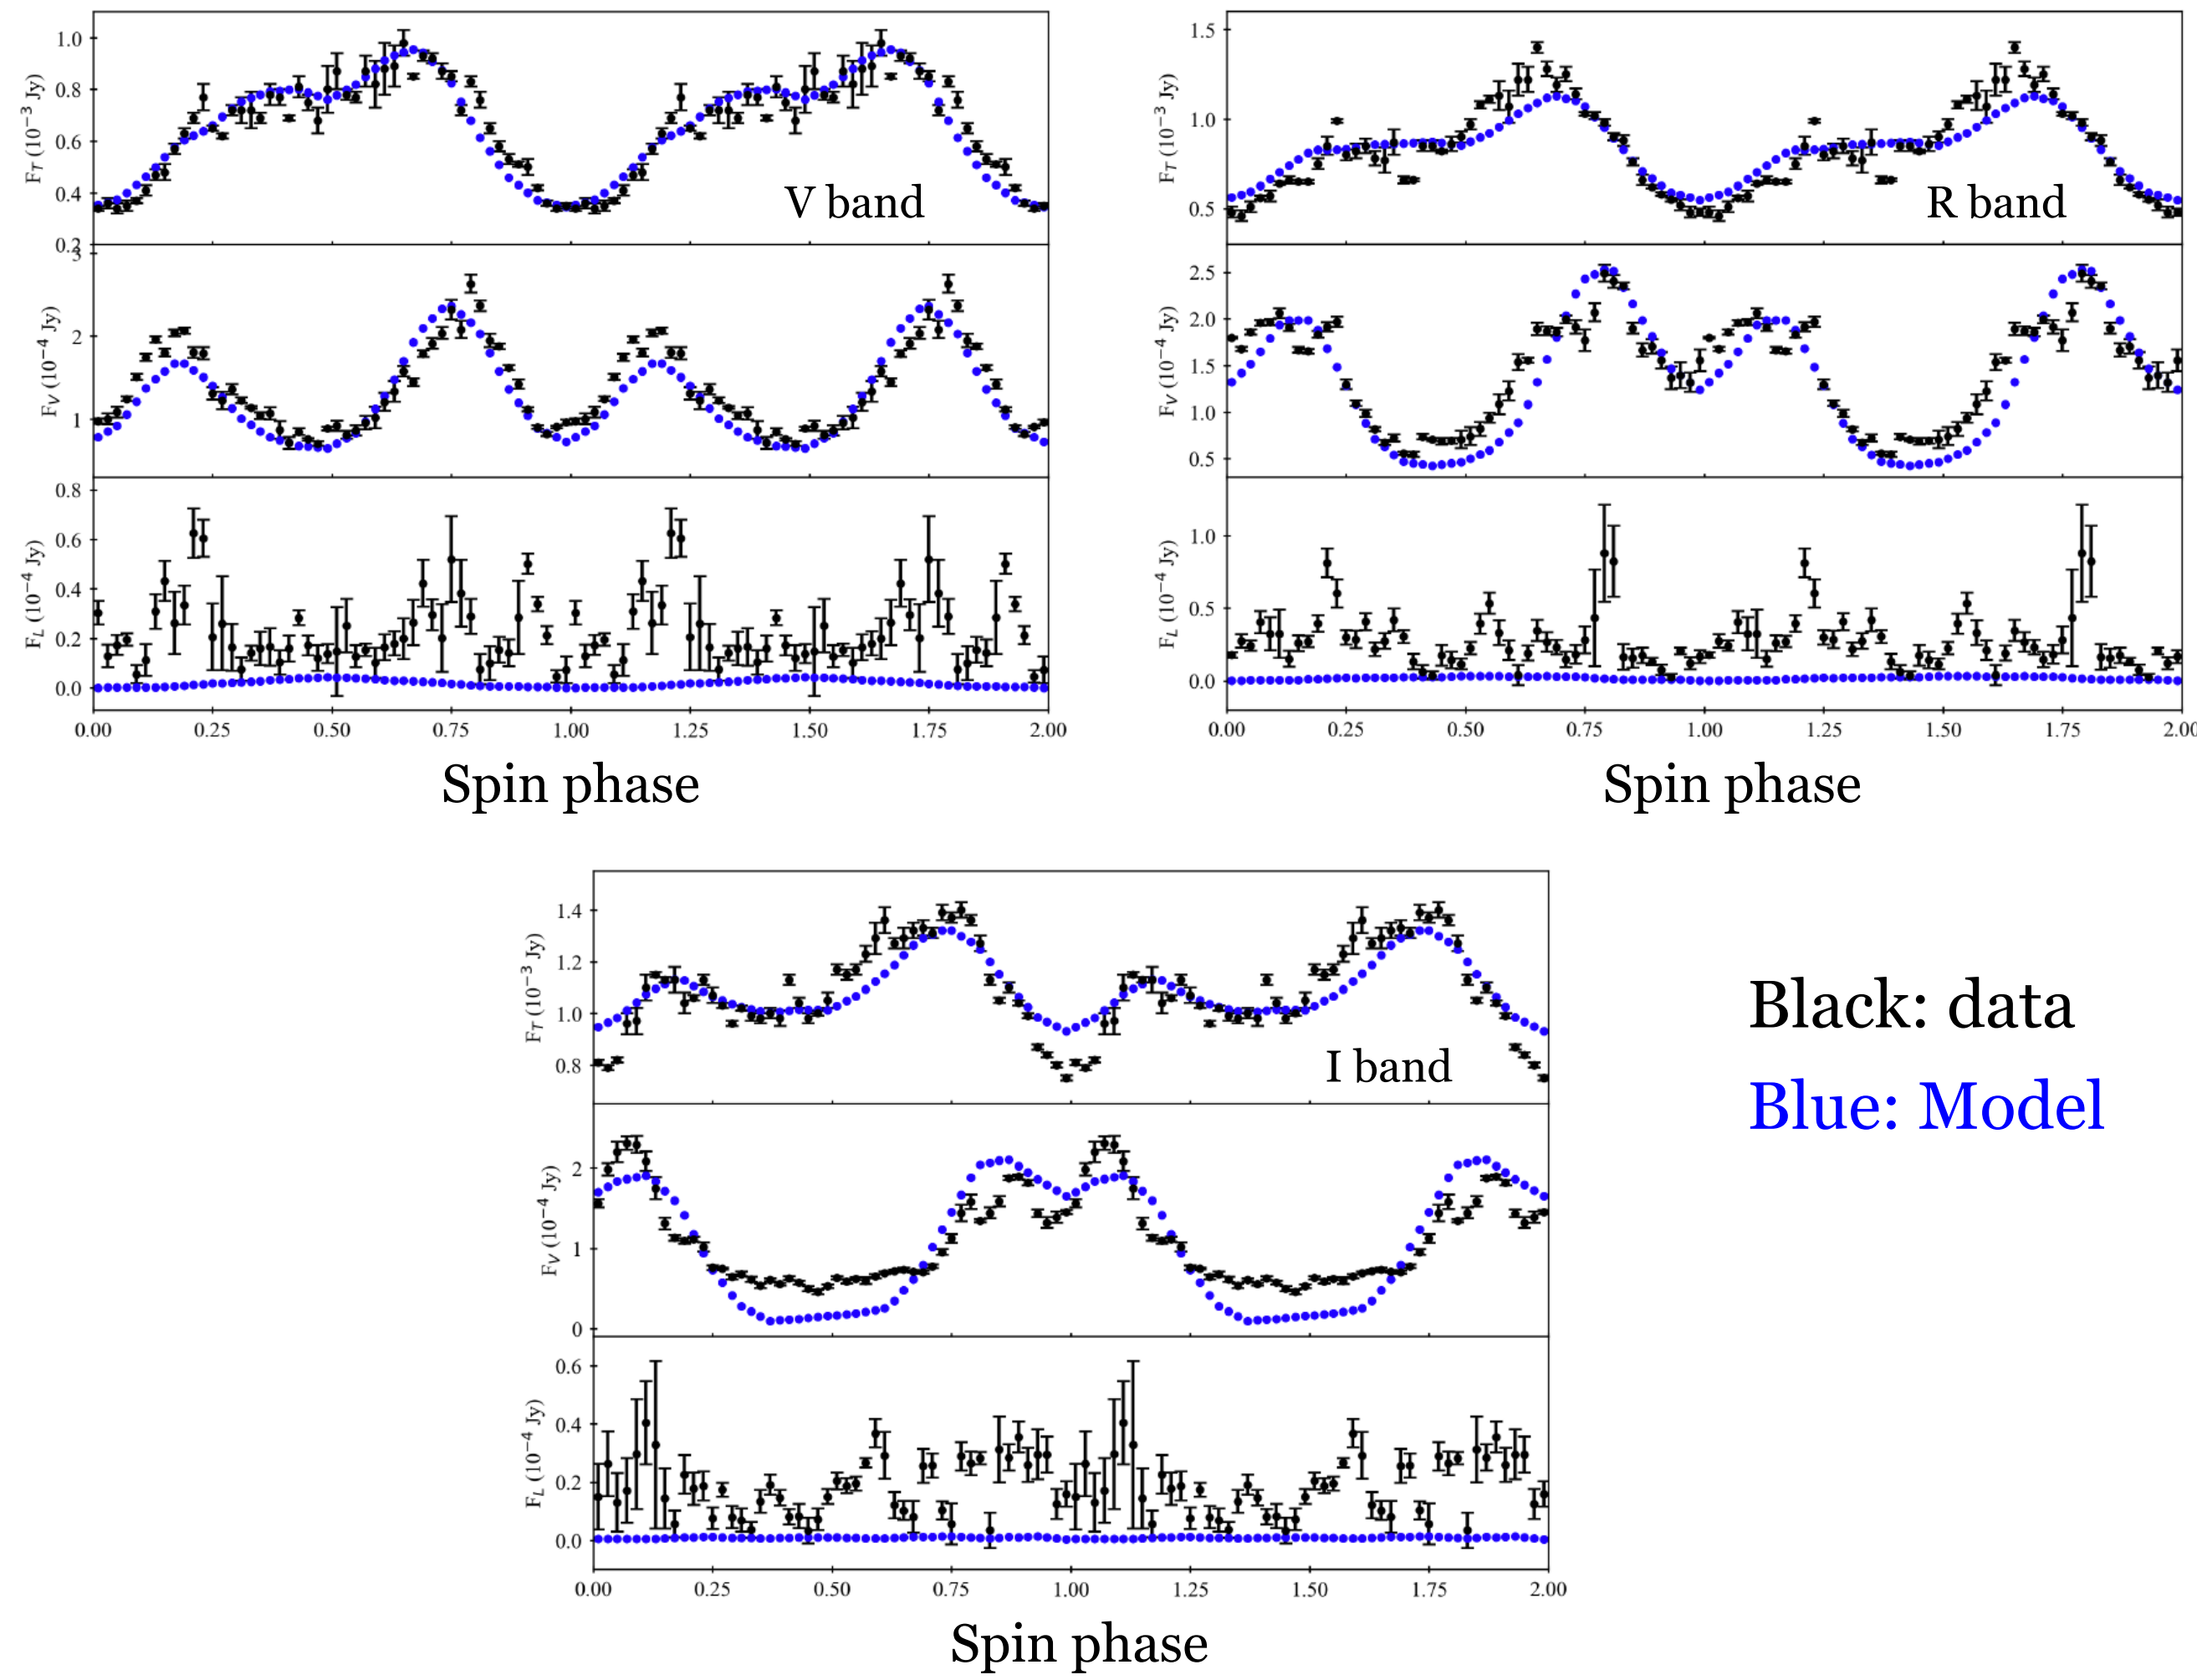 F_T (10^−3 Jy)
1.0
0.8
0.6
0.4
0.2
V band
F_V (10^−4 Jy)
3
2
1
F_L (10^−4 Jy)
0.8
0.6
0.4
0.2
0.0
0.00 0.25 0.50 0.75 1.00 1.25 1.50 1.75 2.00
Spin phase
F_T (10^−3 Jy)
1.5
1.0
0.5
R band
F_V (10^−4 Jy)
2.5
2.0
1.5
1.0
0.5
F_L (10^−4 Jy)
1.0
0.5
0.0
0.00 0.25 0.50 0.75 1.00 1.25 1.50 1.75 2.00
Spin phase
F_T (10^−3 Jy)
1.4
1.2
1.0
0.8
I band
F_V (10^−4 Jy)
2
1
0
F_L (10^−4 Jy)
0.6
0.4
0.2
0.0
0.00 0.25 0.50 0.75 1.00 1.25 1.50 1.75 2.00
Spin phase
Black: data
Blue: Model